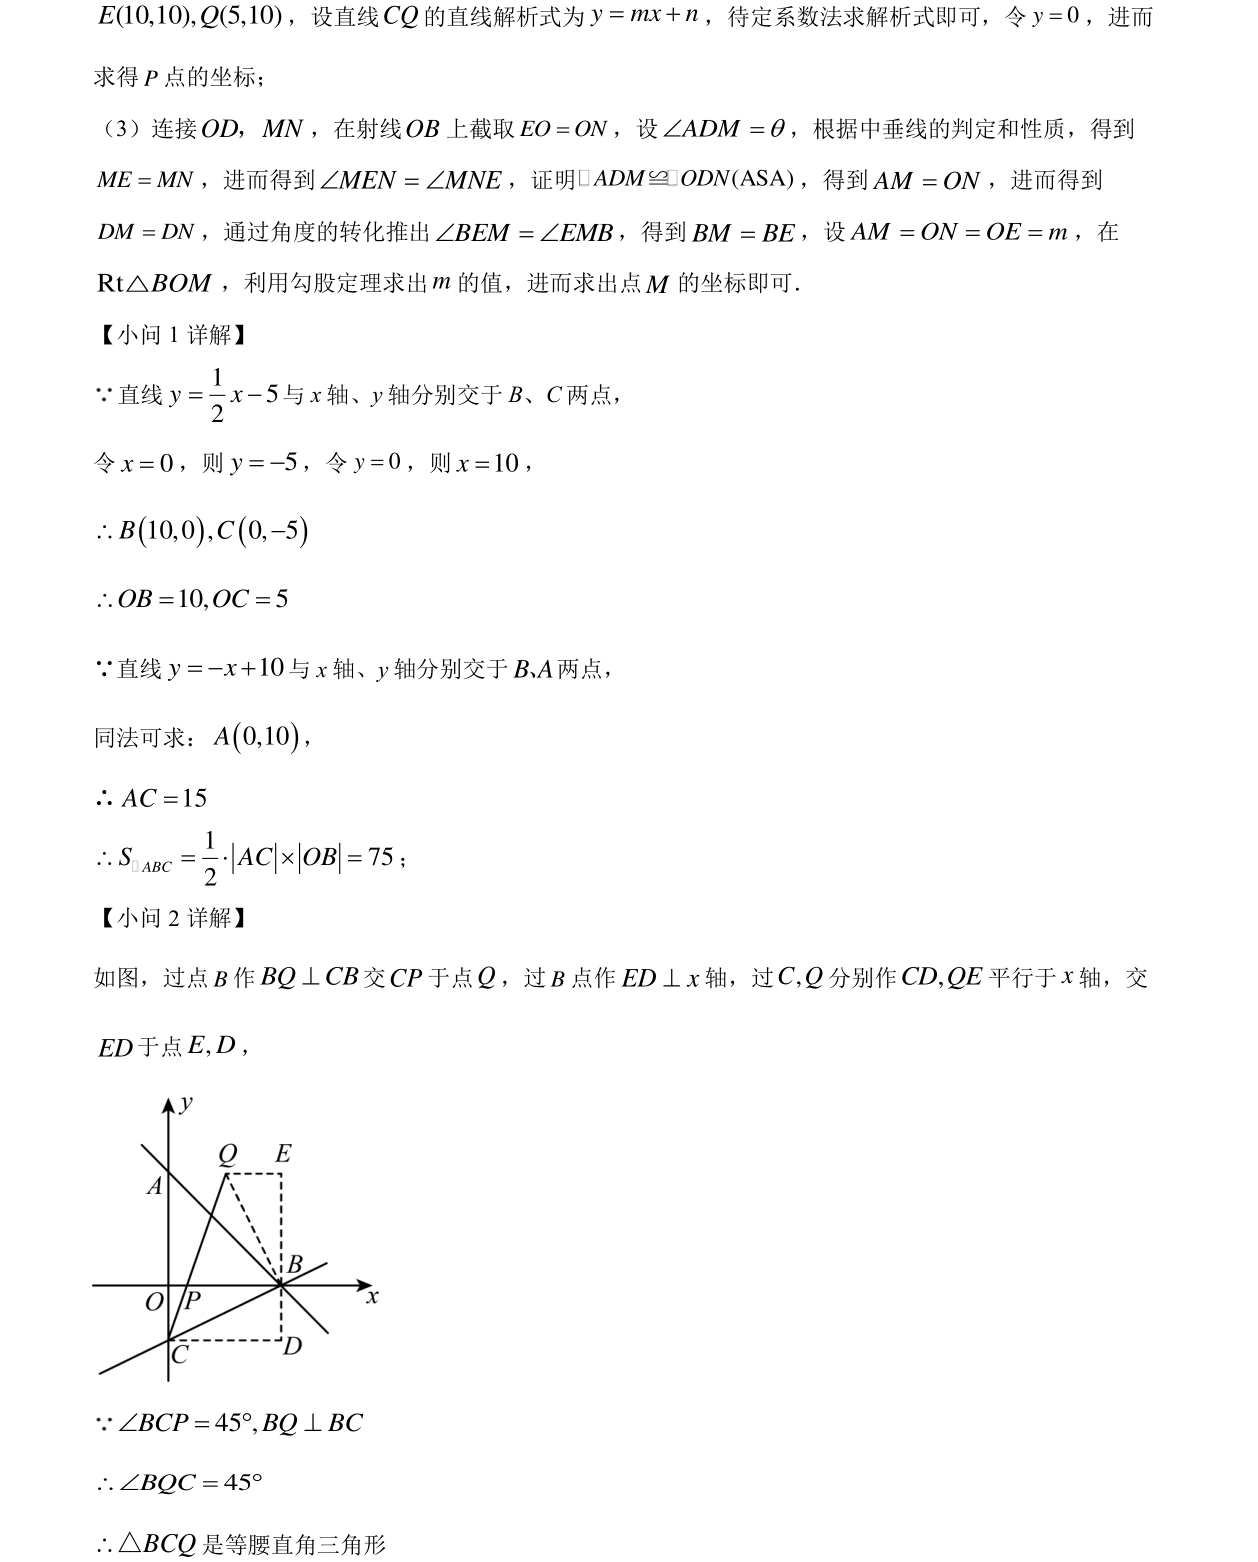 E(10,10),Q(5,10)，设直线CQ的直线解析式为y=mx+n，待定系数法求解析式即可，令y=0，进而
求得P点的坐标；
（3）连接OD，MN，在射线OB上截取EO=ON，设∠ADM=θ，根据中垂线的判定和性质，得到
ME=MN，进而得到∠MEN=∠MNE，证明□ADM≌□ODN(ASA)，得到AM=ON，进而得到
DM=DN，通过角度的转化推出∠BEM=∠EMB，得到BM=BE，设AM=ON=OE=m，在
Rt△BOM，利用勾股定理求出m的值，进而求出点M的坐标即可．
【小问1详解】
∵直线y=1/2x−5与x轴、y轴分别交于B、C两点，
令x=0，则y=−5，令y=0，则x=10，
∴B(10,0),C(0,−5)
∴OB=10,OC=5
∵直线y=−x+10与x轴、y轴分别交于B、A两点，
同法可求：A(0,10)，
∴AC=15
∴S□ABC=1/2·|AC|×|OB|=75；
【小问2详解】
如图，过点B作BQ⊥CB交CP于点Q，过B点作ED⊥x轴，过C,Q分别作CD,QE平行于x轴，交
ED于点E,D，
y
Q E
A
B
O P x
C D
∵∠BCP=45°,BQ⊥BC
∴∠BQC=45°
∴△BCQ是等腰直角三角形